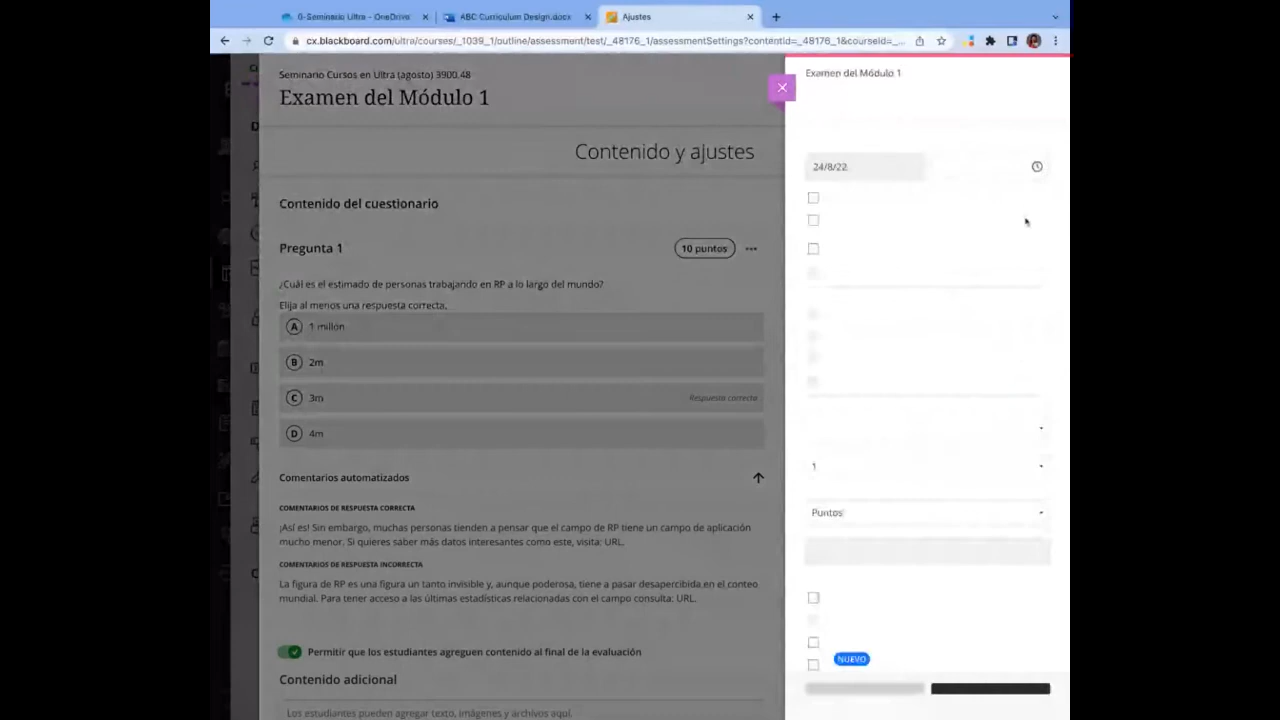 0-Seminario Ultra - OneDrive
ABC Curriculum Design.docx
Ajustes
cx.blackboard.com/ultra/courses/_1039_1/outline/assessment/test/_48176_1/assessmentSettings?contentId=_48176_1&courseId=_...
Seminario Cursos en Ultra (agosto) 3900.48
Examen del Módulo 1
Examen del Módulo 1
Contenido y ajustes
24/8/22
Contenido del cuestionario
Pregunta 1
10 puntos
¿Cuál es el estimado de personas trabajando en RP a lo largo del mundo?
Elija al menos una respuesta correcta.
A 1 millón
B 2m
C 3m
Respuesta correcta
D 4m
1
Puntos
Comentarios automatizados
COMENTARIOS DE RESPUESTA CORRECTA
¡Así es! Sin embargo, muchas personas tienden a pensar que el campo de RP tiene un campo de aplicación
mucho menor. Si quieres saber más datos interesantes como este, visita: URL.
COMENTARIOS DE RESPUESTA INCORRECTA
La figura de RP es una figura un tanto invisible y, aunque poderosa, tiene a pasar desapercibida en el conteo
mundial. Para tener acceso a las últimas estadísticas relacionadas con el campo consulta: URL.
Permitir que los estudiantes agreguen contenido al final de la evaluación
NUEVO
Contenido adicional
Los estudiantes pueden agregar texto, imágenes y archivos aquí.